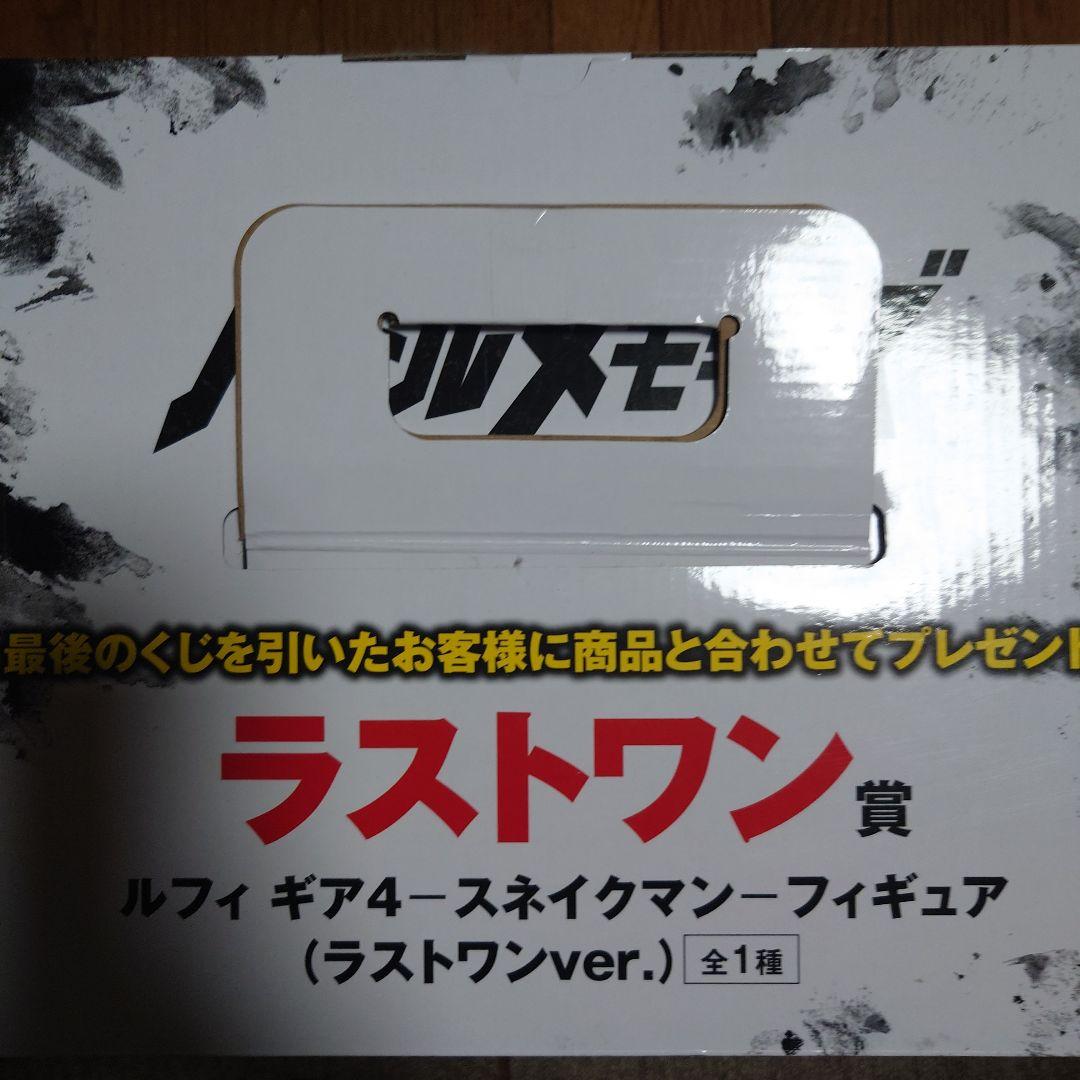 ルメモ
最後のくじを引いたお客様に商品と合わせてプレゼント
ラストワン賞
ルフィ ギア4－スネイクマン－フィギュア
（ラストワンver.） 全1種